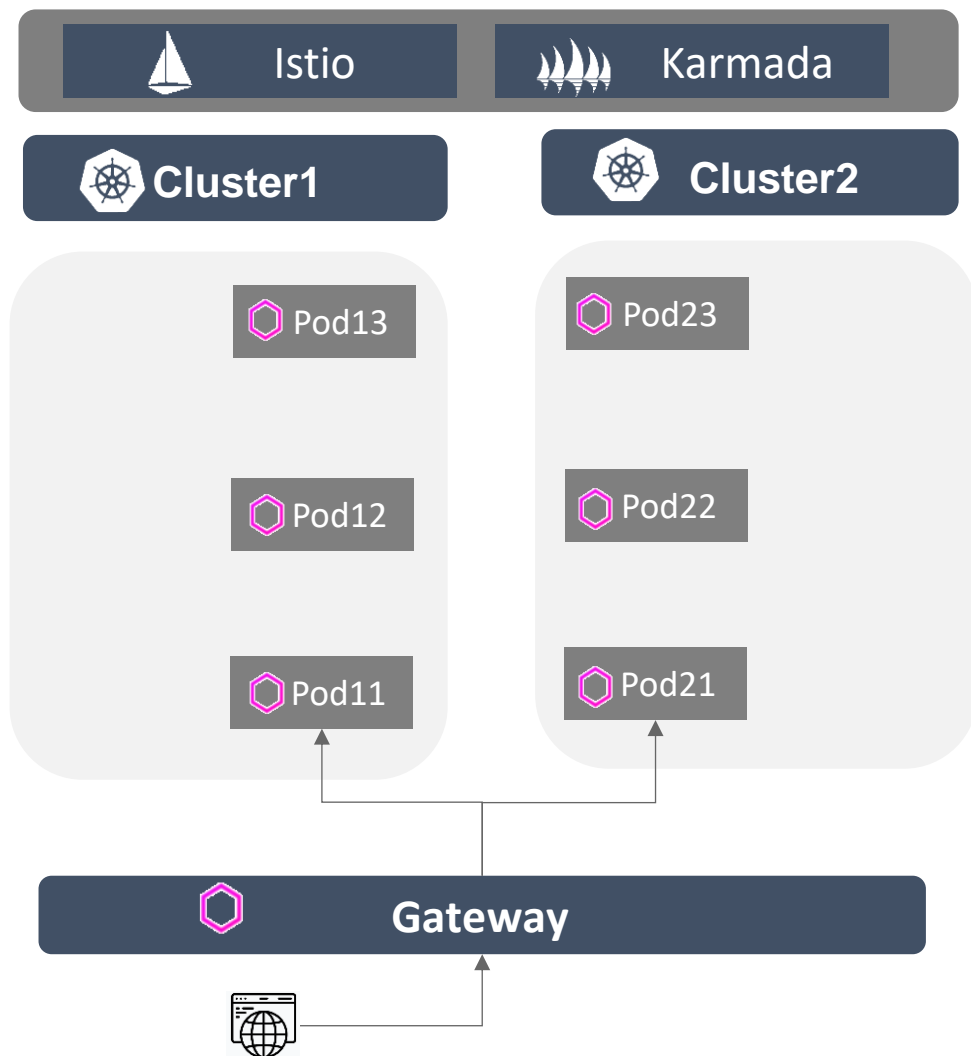 Istio
Karmada
Cluster1
Cluster2
Pod13
Pod23
Pod12
Pod22
Pod11
Pod21
Gateway